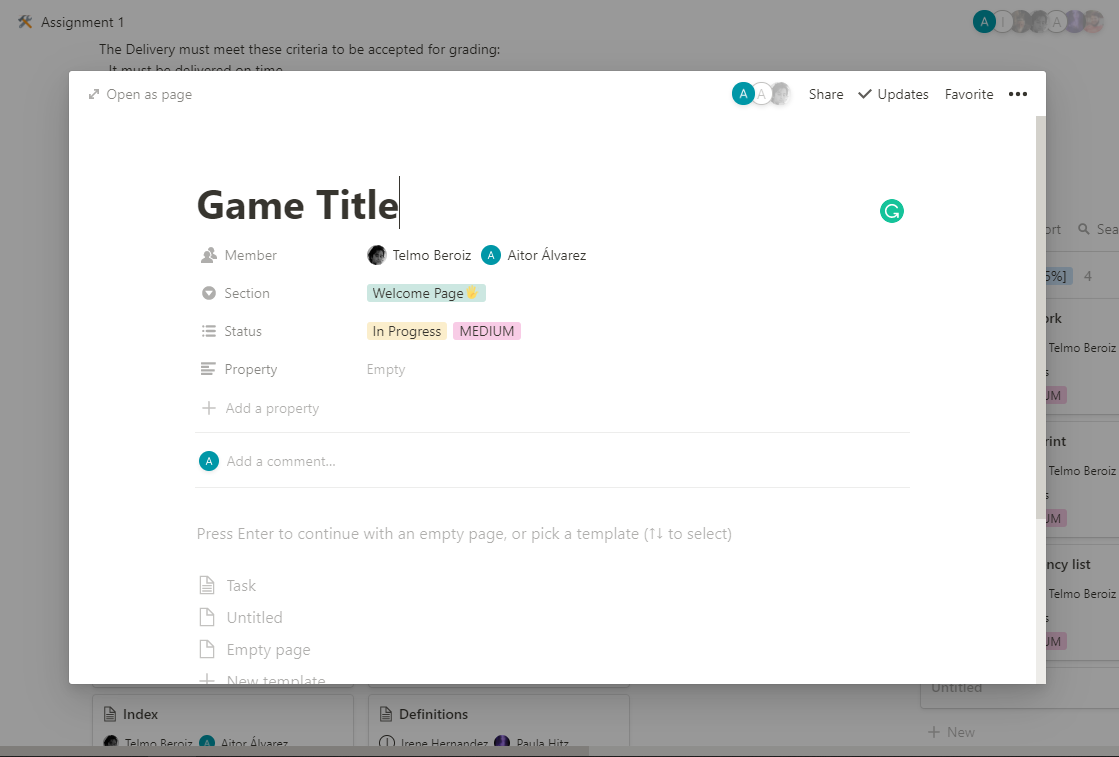 Assignment 1
A I A
The Delivery must meet these criteria to be accepted for grading:
It must be delivered on time
Open as page
A A
Share
Updates
Favorite
Game Title
Member
Telmo Beroiz A Aitor Álvarez
Section
Welcome Page
Status
In Progress MEDIUM
Property
Empty
Add a property
A Add a comment...
Press Enter to continue with an empty page, or pick a template (↑↓ to select)
Task
Untitled
Empty page
New template
ort Sea
5%] 4
ork
Telmo Beroiz
s
UM
rint
Telmo Beroiz
s
UM
ncy list
Telmo Beroiz
s
UM
Untitled
New
Index
Telmo Beroiz A Aitor Álvarez
Definitions
I Irene Hernandez Paula Hitz